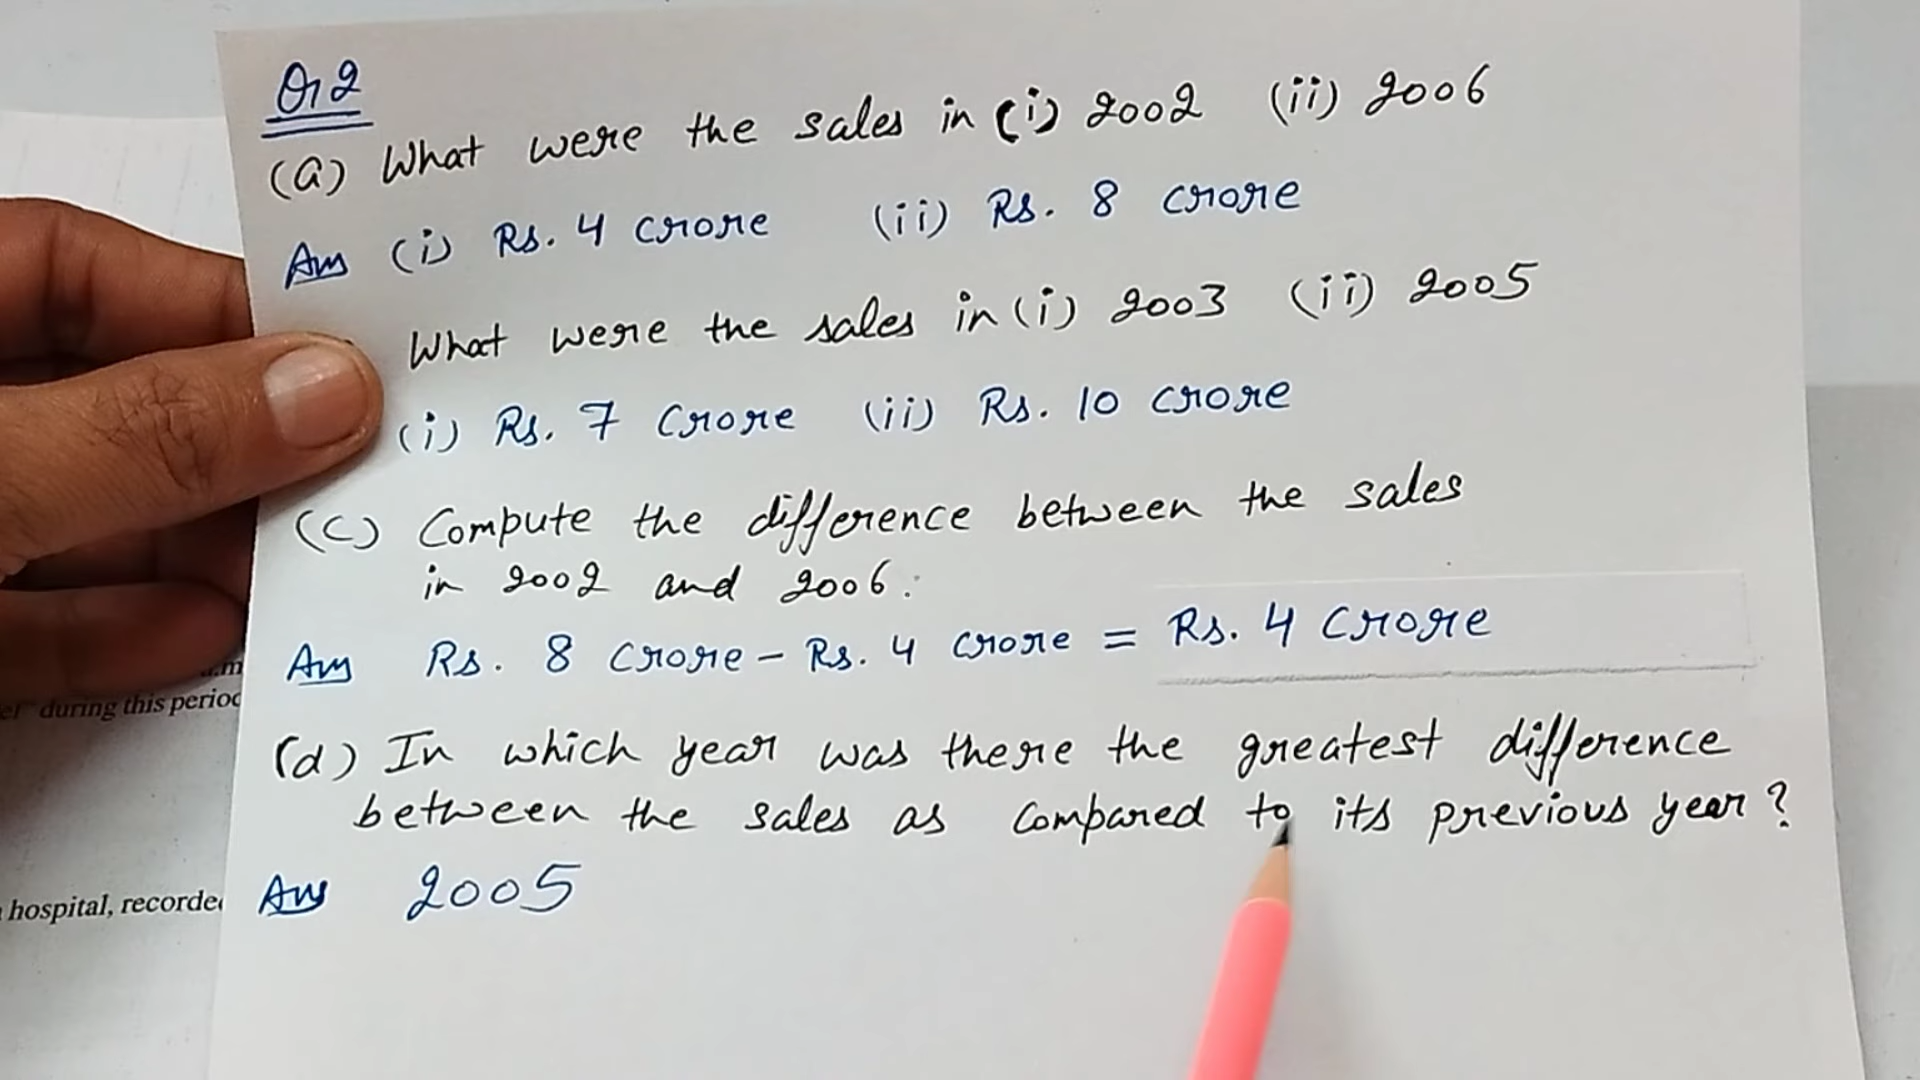 Q 2
(a) What were the sales in (i) 2002 (ii) 2006
Ans (i) Rs. 4 crore (ii) Rs. 8 crore
What were the sales in (i) 2003 (ii) 2005
(i) Rs. 7 Crore (ii) Rs. 10 crore
(C) Compute the difference between the sales
in 2002 and 2006.
Ans Rs. 8 Crore - Rs. 4 crore = Rs. 4 Crore
during this period
(d) In which year was there the greatest difference
between the sales as compared to its previous year?
Ans 2005
hospital, recorded